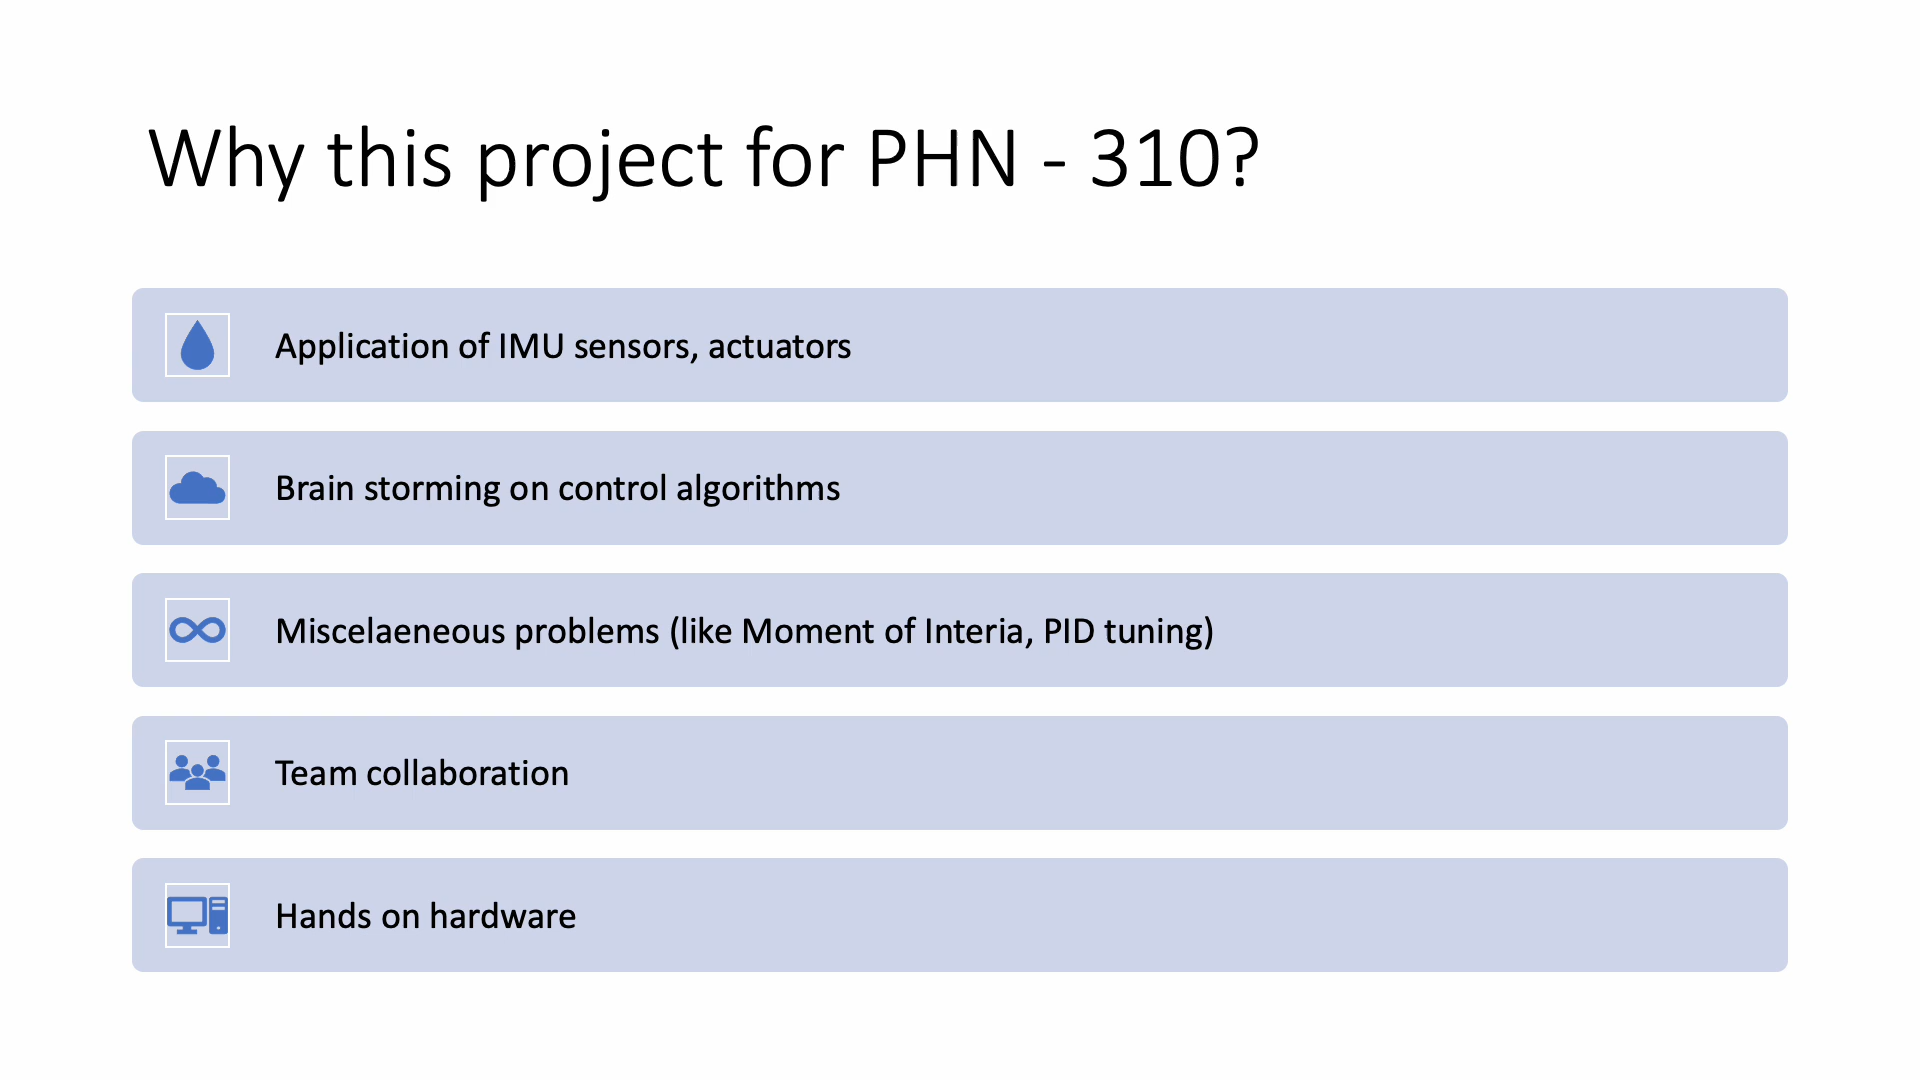 Why this project for PHN - 310?
Application of IMU sensors, actuators
Brain storming on control algorithms
Miscelaeneous problems (like Moment of Interia, PID tuning)
Team collaboration
Hands on hardware